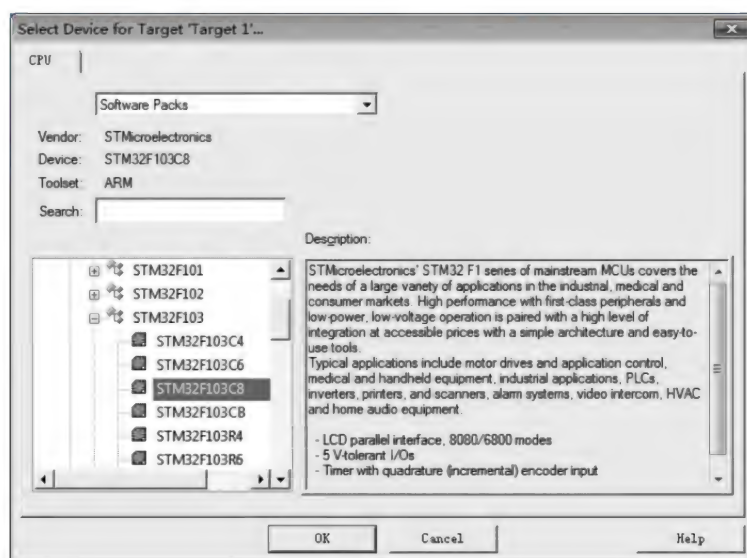 Select Device for Target 'Target 1'...
CPU
Software Packs
Vendor: STMicroelectronics
Device: STM32F103C8
Toolset: ARM
Search:
Description:
STM32F101
STM32F102
STM32F103
STM32F103C4
STM32F103C6
STM32F103C8
STM32F103CB
STM32F103R4
STM32F103R6
STMicroelectronics' STM32 F1 series of mainstream MCUs covers the
needs of a large variety of applications in the industrial, medical and
consumer markets. High performance with first-class peripherals and
low-power, low-voltage operation is paired with a high level of
integration at accessible prices with a simple architecture and easy-to-
use tools.
Typical applications include motor drives and application control,
medical and handheld equipment, industrial applications, PLCs,
inverters, printers, and scanners, alarm systems, video intercom, HVAC
and home audio equipment.
- LCD parallel interface, 8080/6800 modes
- 5 V-tolerant I/Os
- Timer with quadrature (incremental) encoder input
OK
Cancel
Help